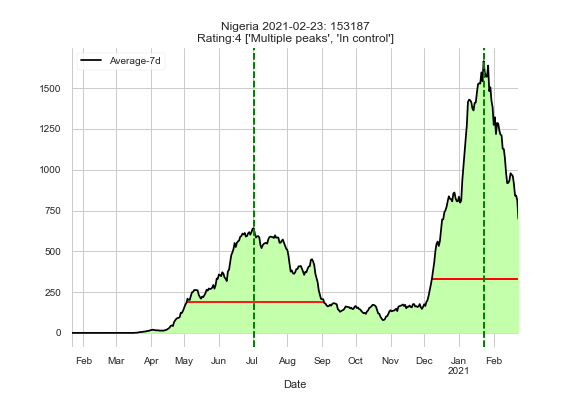 Nigeria 2021-02-23: 153187
Rating:4 ['Multiple peaks', 'In control']
Average-7d
1500
1250
1000
750
500
250
0
Feb Mar Apr May Jun Jul Aug Sep Oct Nov Dec Jan Feb
2021
Date